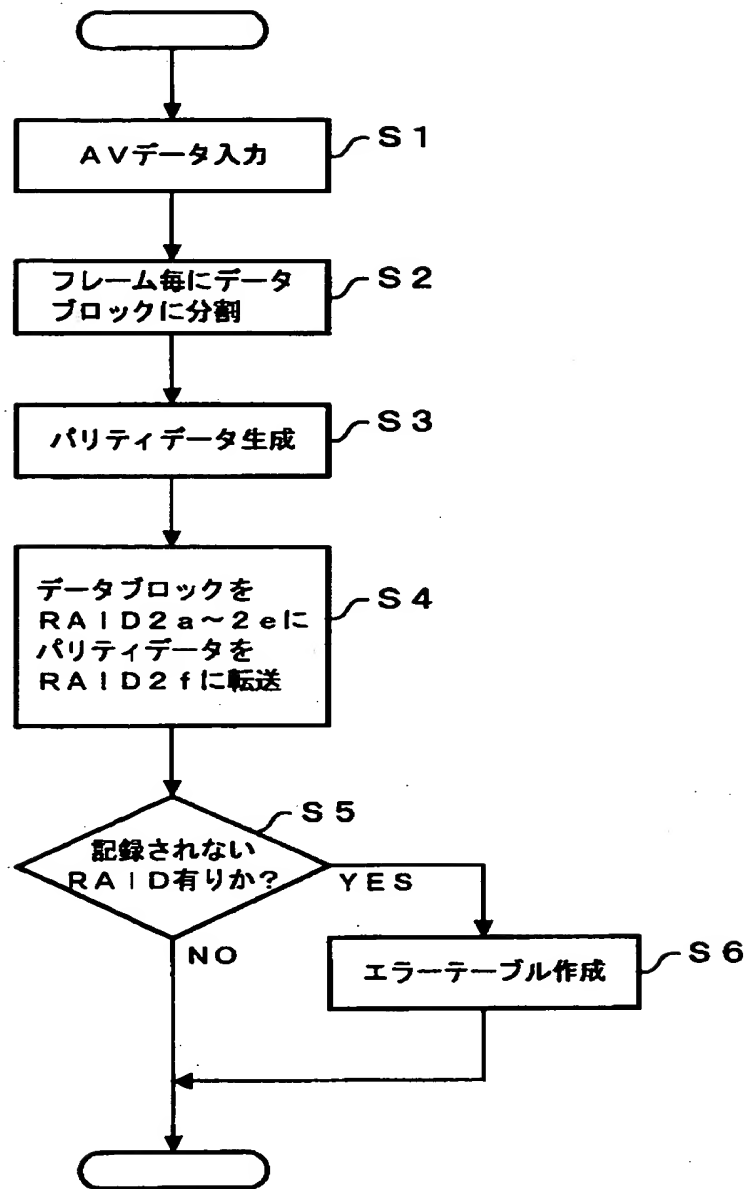 AVデータ入力
S1
フレーム毎にデータ
ブロックに分割
S2
パリティデータ生成
S3
データブロックを
RAID2a~2eに
パリティデータを
RAID2fに転送
S4
記録されない
RAID有りか?
S5
YES
NO
エラーテーブル作成
S6